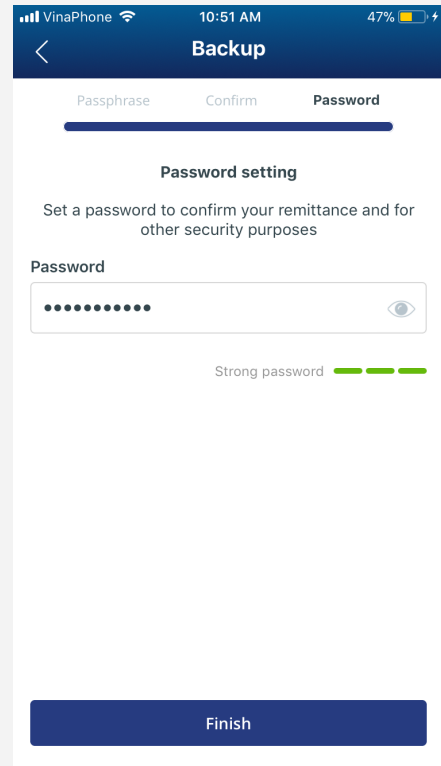 VinaPhone 10:51 AM 47%
Backup
Passphrase Confirm Password
Password setting
Set a password to confirm your remittance and for
other security purposes
Password
•••••••••••
Strong password
Finish